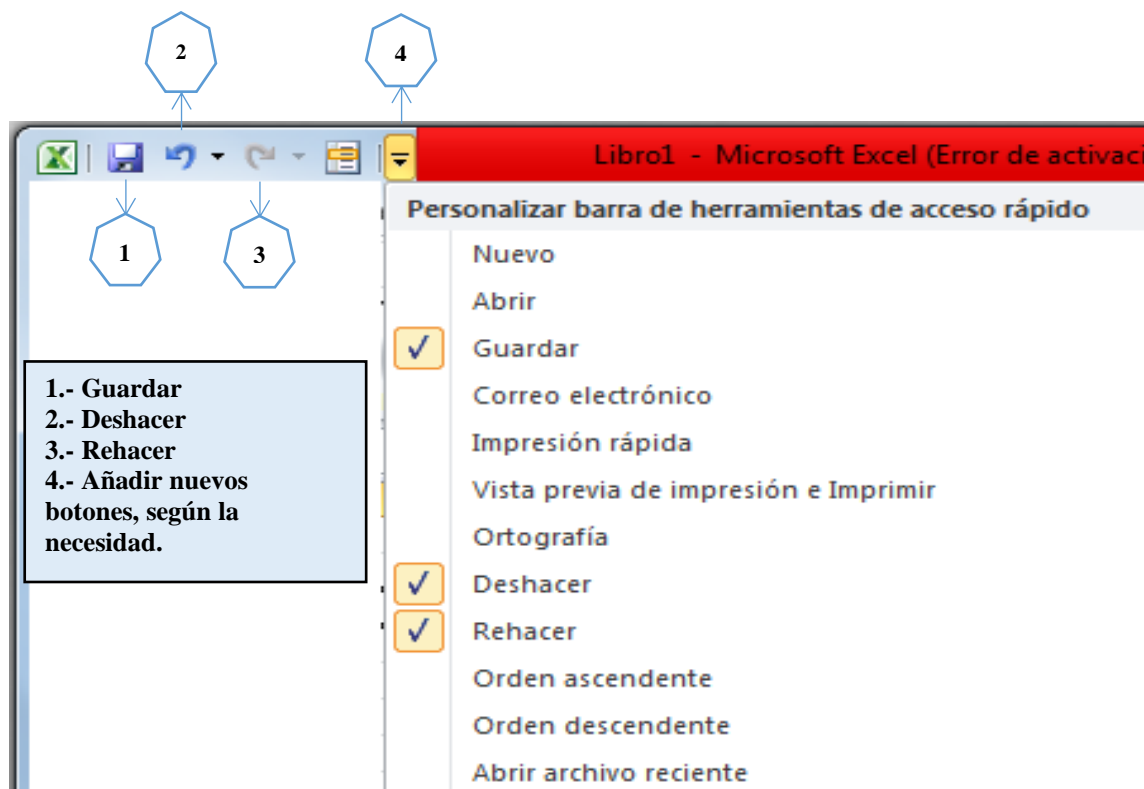 2
4
Libro1 - Microsoft Excel (Error de activaci
Personalizar barra de herramientas de acceso rápido
1
3
Nuevo
Abrir
Guardar
Correo electrónico
Impresión rápida
Vista previa de impresión e Imprimir
Ortografía
Deshacer
Rehacer
Orden ascendente
Orden descendente
Abrir archivo reciente
1.- Guardar
2.- Deshacer
3.- Rehacer
4.- Añadir nuevos
botones, según la
necesidad.